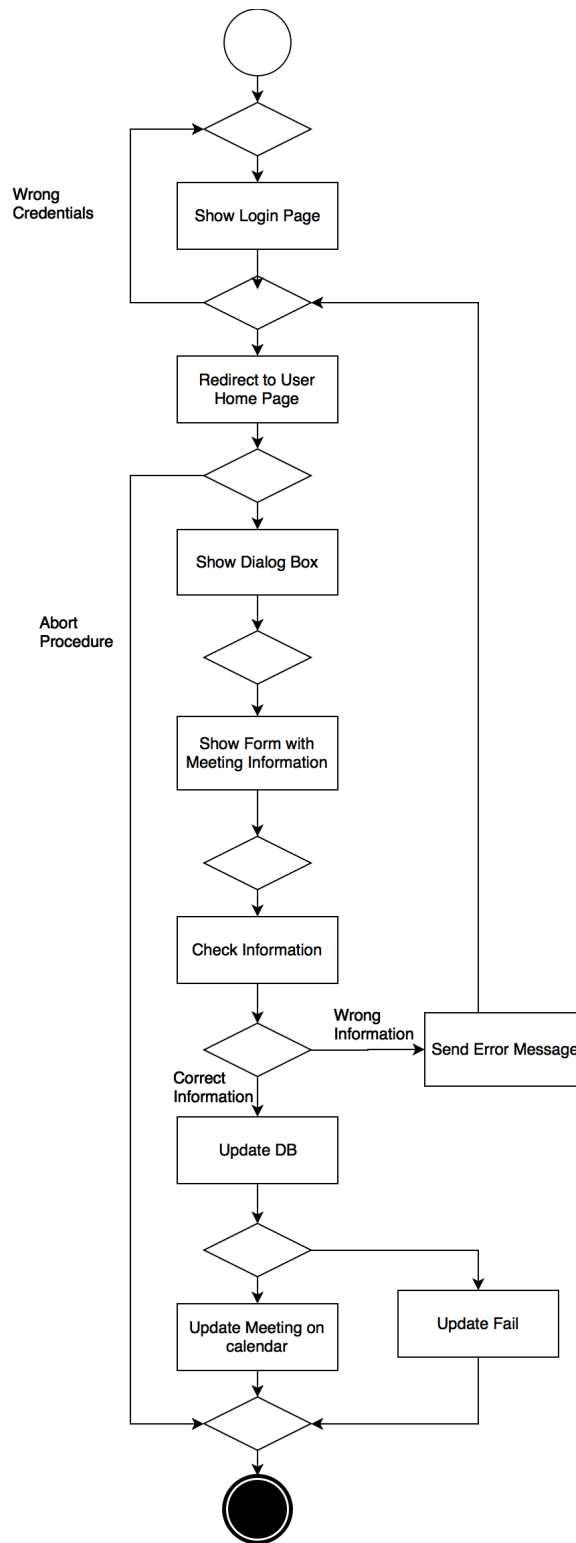 Wrong
Credentials
Show Login Page
Redirect to User
Home Page
Show Dialog Box
Abort
Procedure
Show Form with
Meeting Information
Check Information
Wrong
Information
Send Error Message
Correct
Information
Update DB
Update Meeting on
calendar
Update Fail